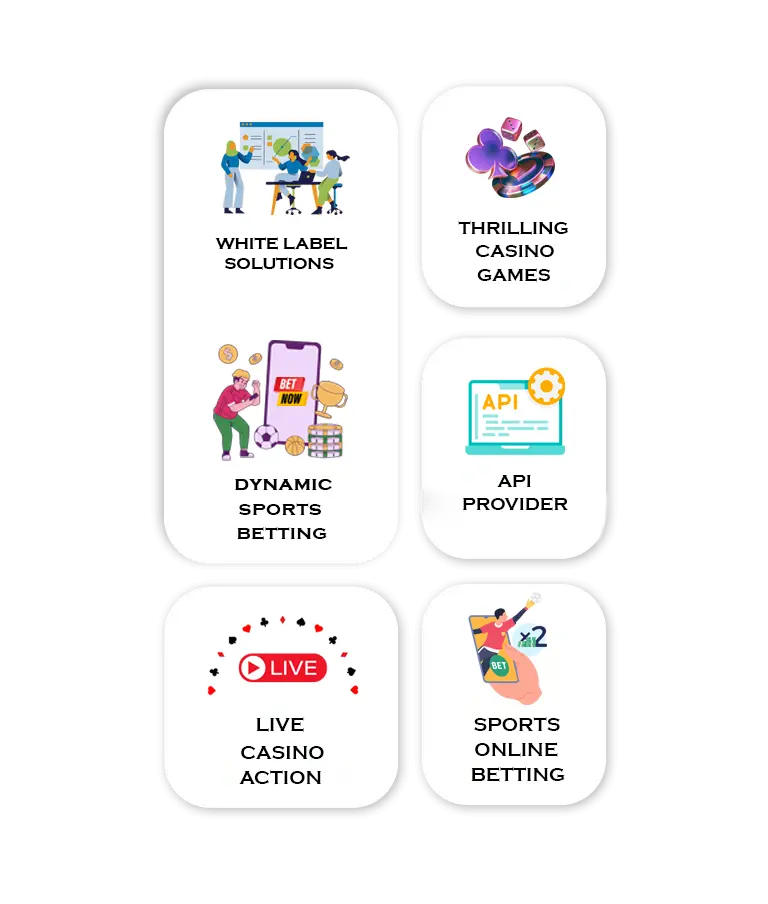 WHITE LABEL
SOLUTIONS
THRILLING
CASINO
GAMES
BET
NOW
DYNAMIC
SPORTS
BETTING
API
API
PROVIDER
LIVE
LIVE
CASINO
ACTION
x2
BET
SPORTS
ONLINE
BETTING